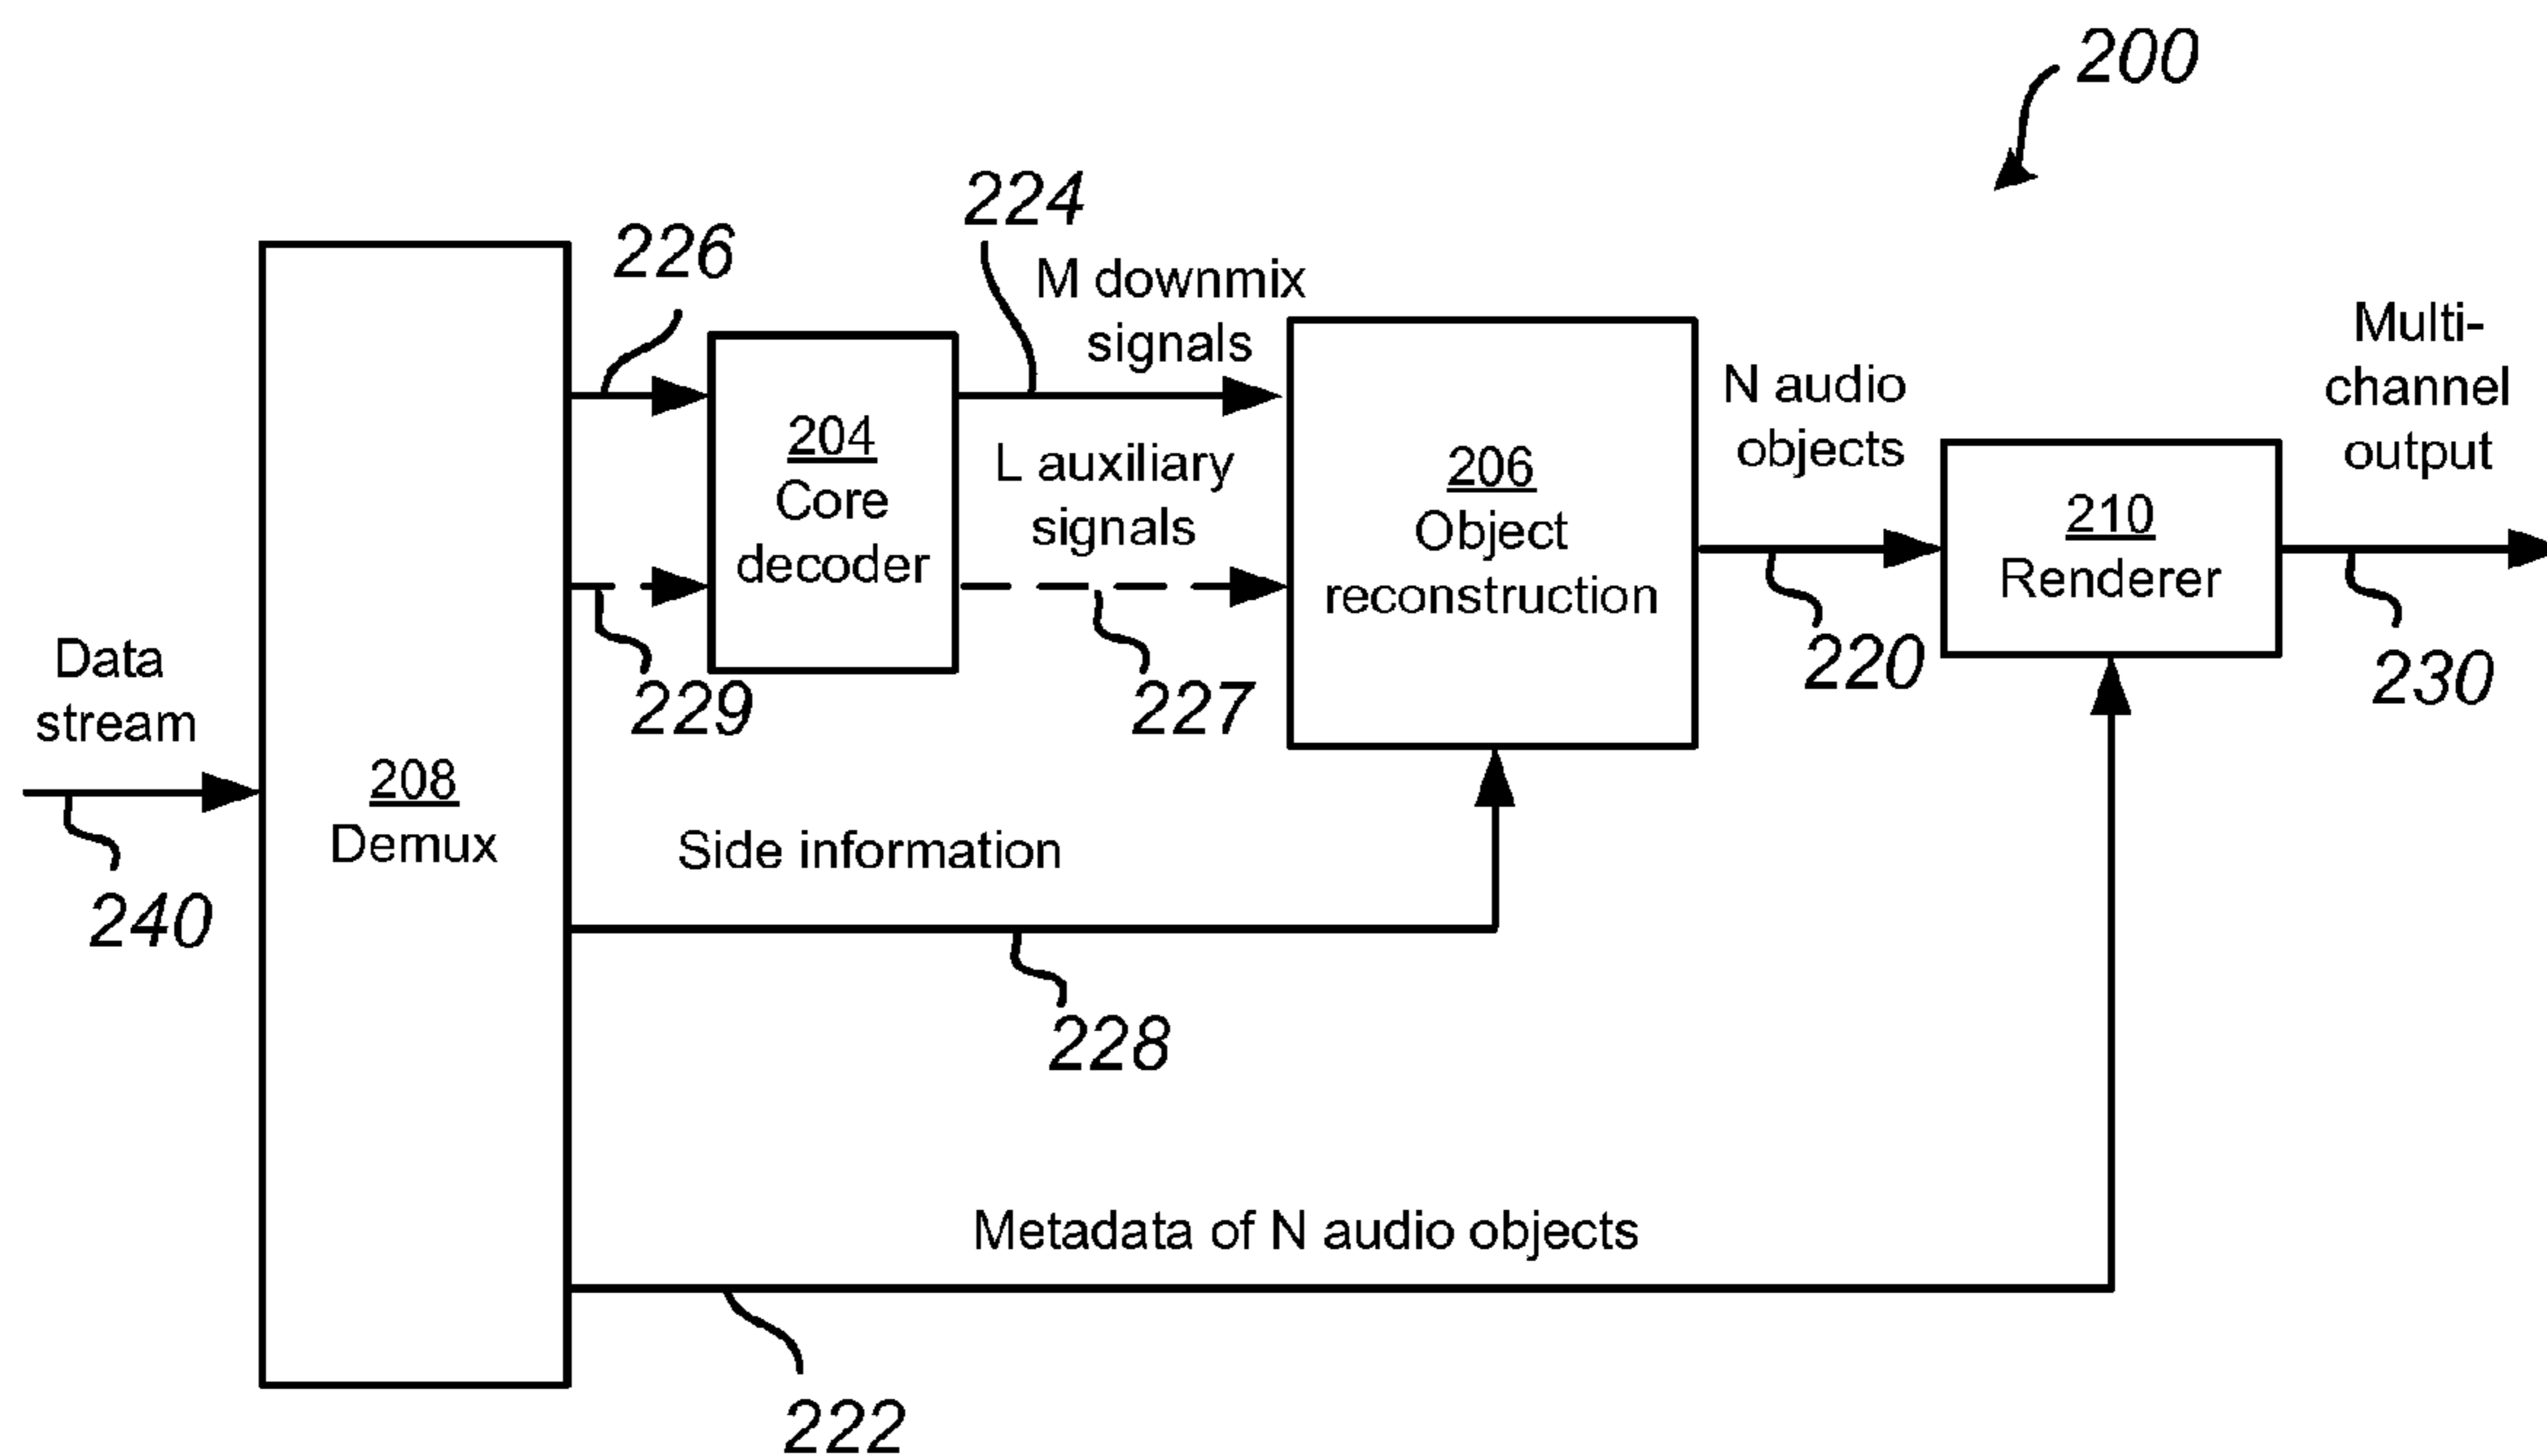 200
224
226
M downmix
signals
204
Core
decoder
L auxiliary
signals
206
Object
reconstruction
N audio
objects
210
Renderer
Multi-
channel
output
229
227
220
230
Data
stream
240
208
Demux
Side information
228
Metadata of N audio objects
222